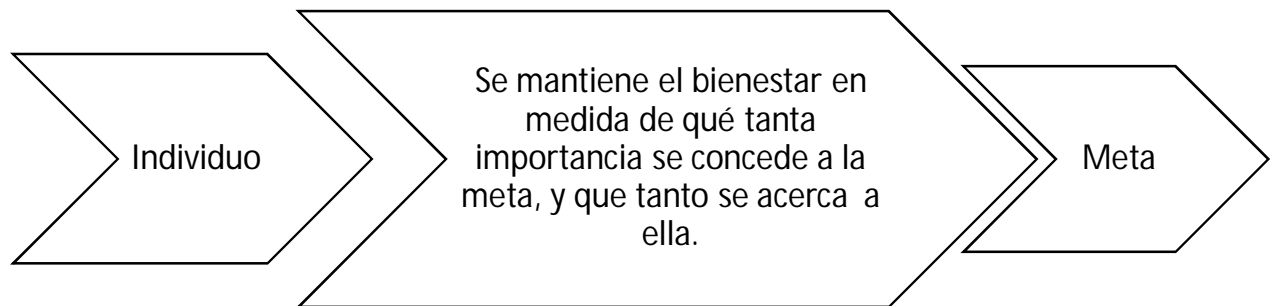 Individuo
Se mantiene el bienestar en
medida de qué tanta
importancia se concede a la
meta, y que tanto se acerca a
ella.
Meta